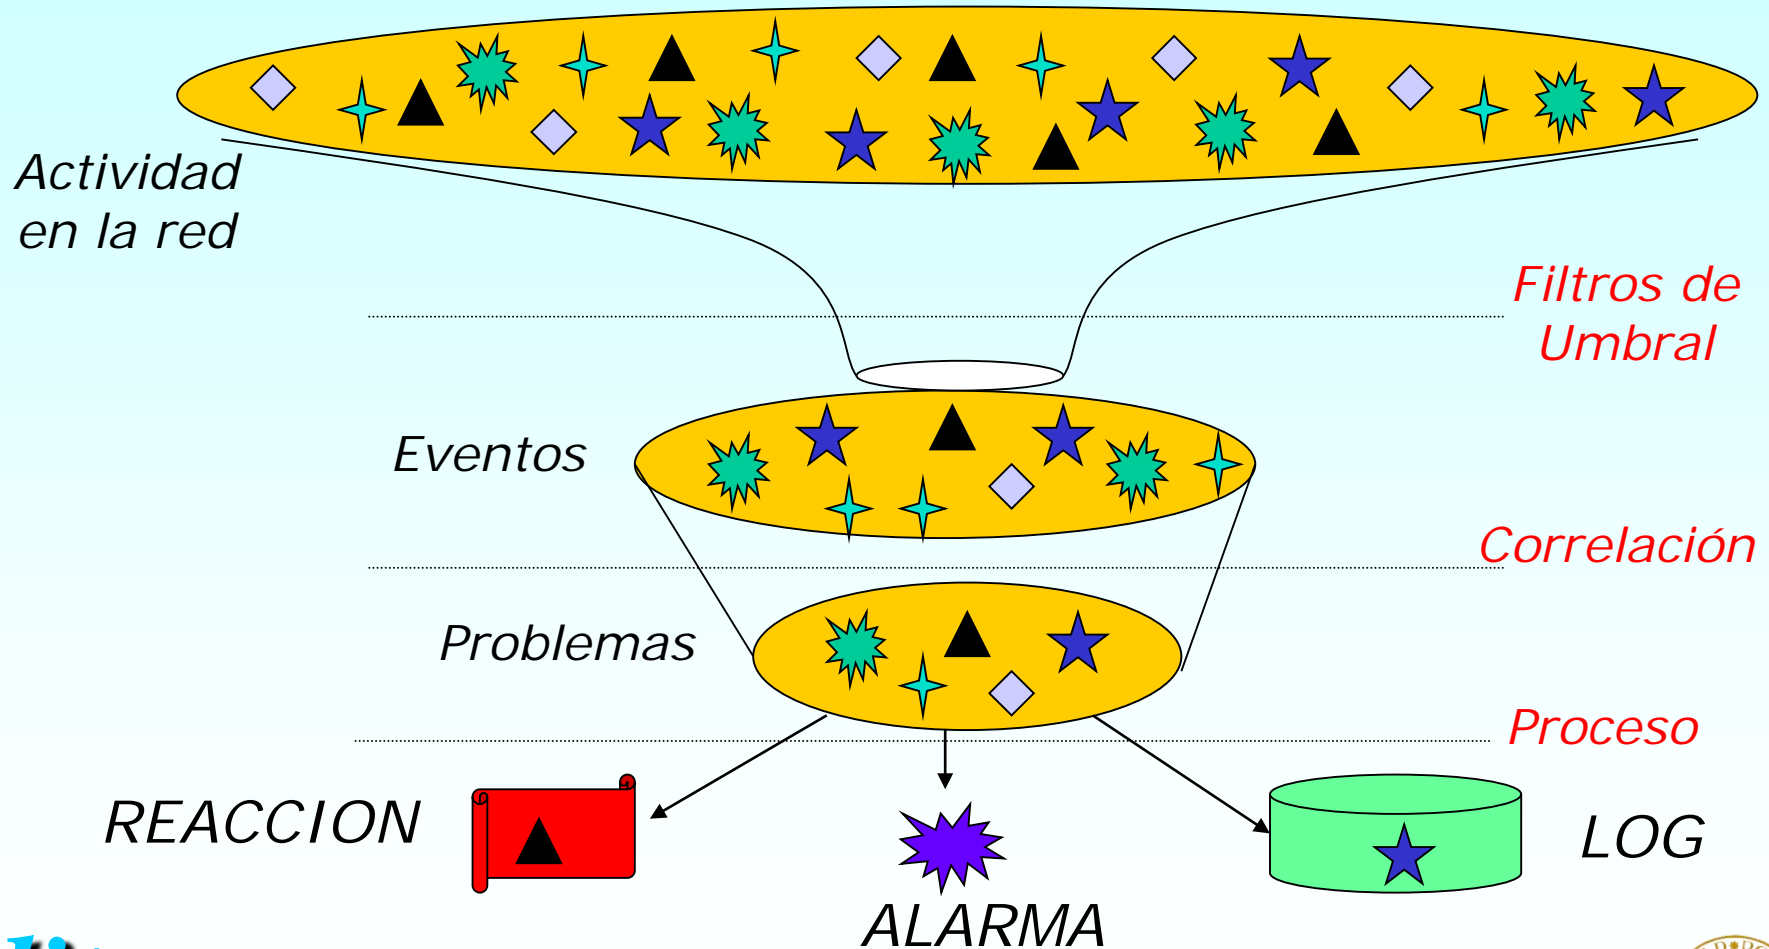 Actividad
en la red
Filtros de
Umbral
Eventos
Correlación
Problemas
Proceso
REACCION
LOG
ALARMA